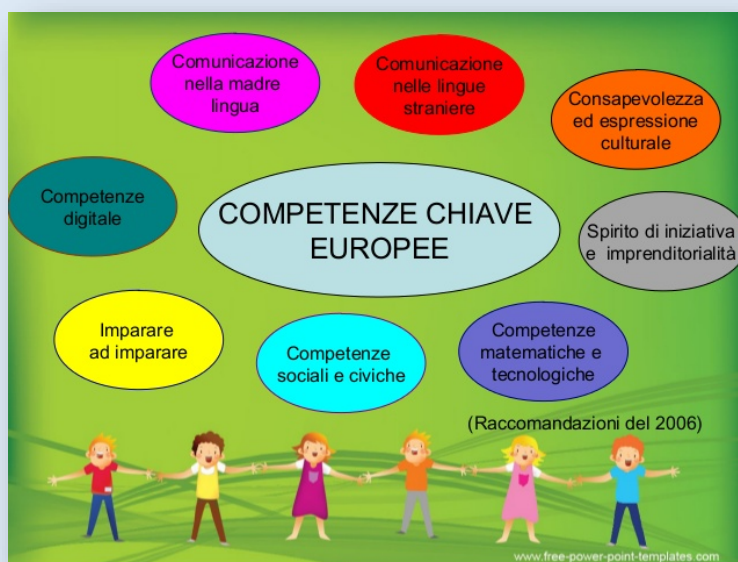 Comunicazione
nella madre
lingua
Comunicazione
nelle lingue
straniere
Consapevolezza
ed espressione
culturale
Competenze
digitale
COMPETENZE CHIAVE
EUROPEE
Spirito di iniziativa
e imprenditorialità
Imparare
ad imparare
Competenze
sociali e civiche
Competenze
matematiche e
tecnologiche
(Raccomandazioni del 2006)
www.free-power-point-templates.com